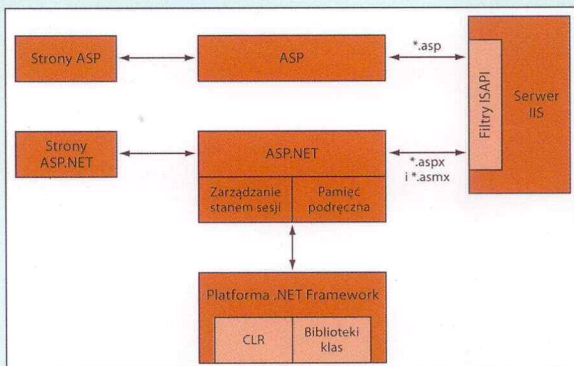 Strony ASP
ASP
*.asp
Filtry ISAPI
Serwer
IIS
Strony
ASP.NET
ASP.NET
*.aspx
i *.asmx
Zarządzanie
stanem sesji
Pamięć
podręczna
Platforma .NET Framework
CLR
Biblioteki
klas